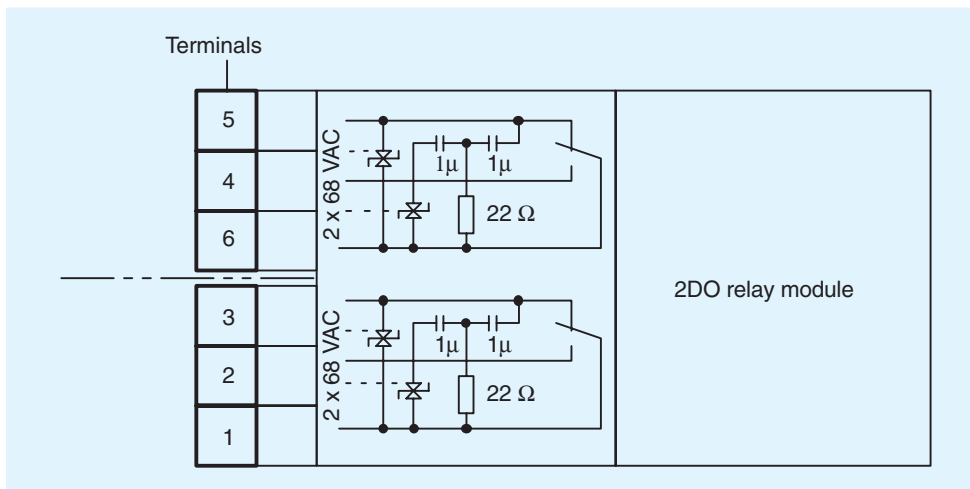 Terminals
5
4
6
2 x 68 VAC
1μ
1μ
22 Ω
3
2
1
2 x 68 VAC
1μ
1μ
22 Ω
2DO relay module